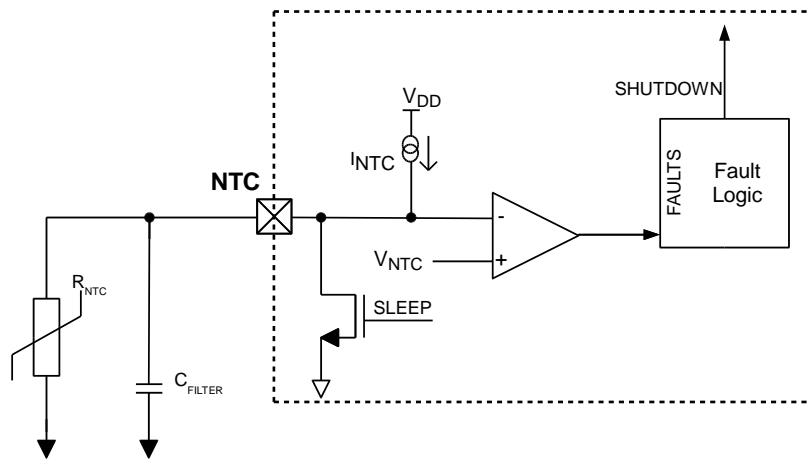 SHUTDOWN
VDD
INTC
NTC
FAULTS
Fault
Logic
-
VNTC
+
RNTC
SLEEP
CFILTER